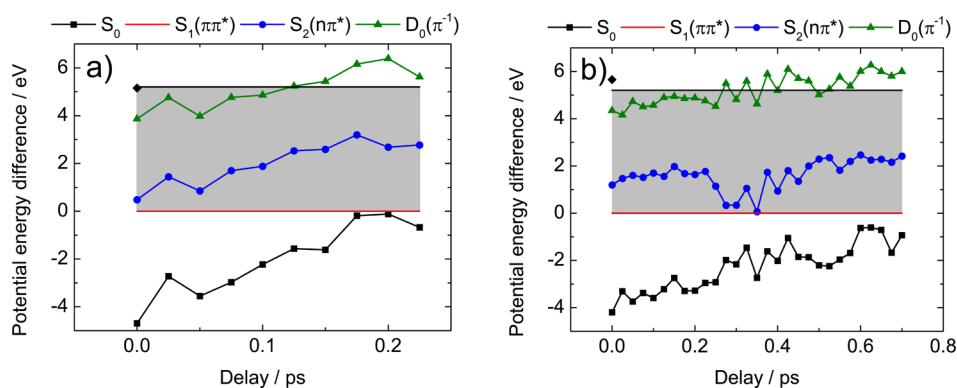 S₀ S₁(ππ*) S₂(nπ*) D₀(π⁻¹)
a)
Potential energy difference / eV
6
4
2
0
-2
-4
0.0 0.1 0.2
Delay / ps
S₀ S₁(ππ*) S₂(nπ*) D₀(π⁻¹)
b)
Potential energy difference / eV
6
4
2
0
-2
-4
0.0 0.2 0.4 0.6 0.8
Delay / ps